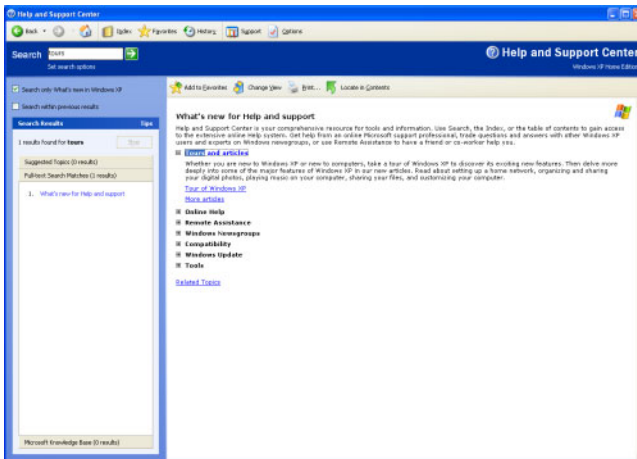 Help and Support Center
Back Index Favorites History Support Options
Search tours
Set search options
Help and Support Center
Windows XP Home Edition
Search only What's new in Windows XP
Search within previous results
Search Results Tips
1 results found for tours
Suggested Topics (0 results)
Full-text Search Matches (1 results)
1. What's new for Help and support
Microsoft Knowledge Base (0 results)
Add to Favorites Change View Print... Locate in Contents
What's new for Help and support
Help and Support Center is your comprehensive resource for tools and information. Use Search, the Index, or the table of contents to gain access
to the extensive online Help system. Get help from an online Microsoft support professional, trade questions and answers with other Windows XP
users and experts on Windows newsgroups, or use Remote Assistance to have a friend or co-worker help you.
Tours and articles
Whether you are new to Windows XP or new to computers, take a tour of Windows XP to discover its exciting new features. Then delve more
deeply into some of the major features of Windows XP in our new articles. Read about setting up a home network, organizing and sharing
your digital photos, playing music on your computer, sharing your files, and customizing your computer.
Tour of Windows XP
More articles
Online Help
Remote Assistance
Windows Newsgroups
Compatibility
Windows Update
Tools
Related Topics